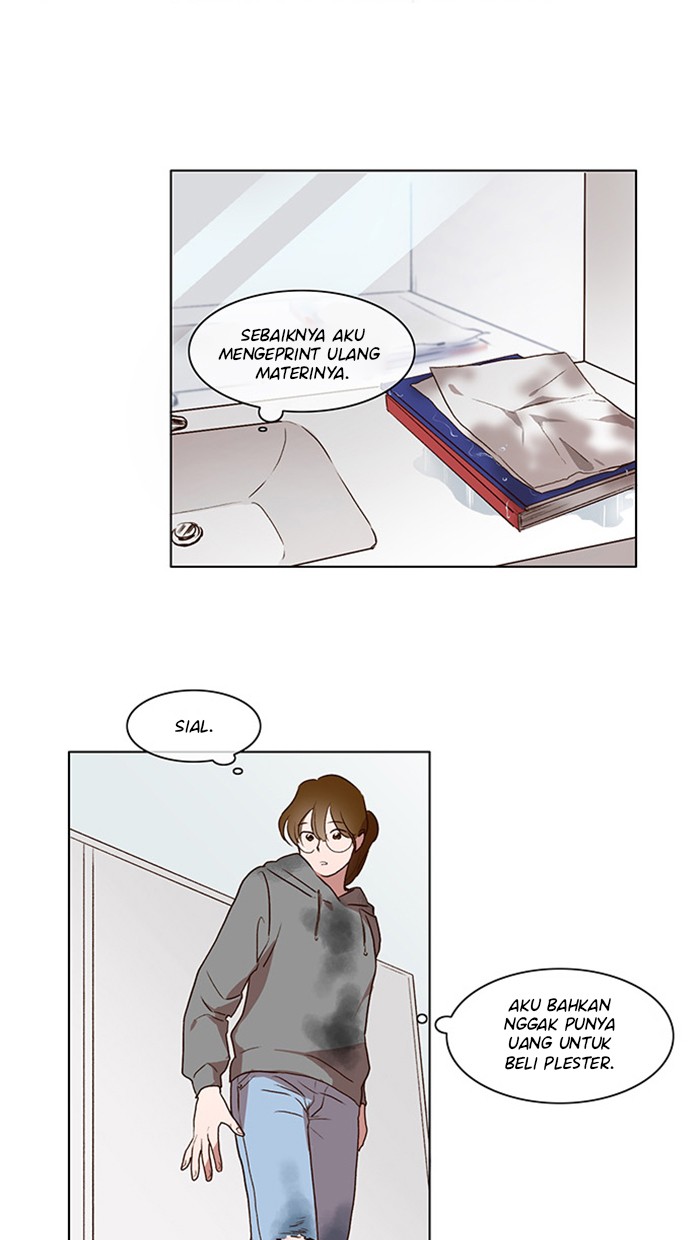 SEBAIKNYA AKU
MENGEPRINT ULANG
MATERINYA.
SIAL.
AKU BAHKAN
NGGAK PUNYA
UANG UNTUK
BELI PLESTER.